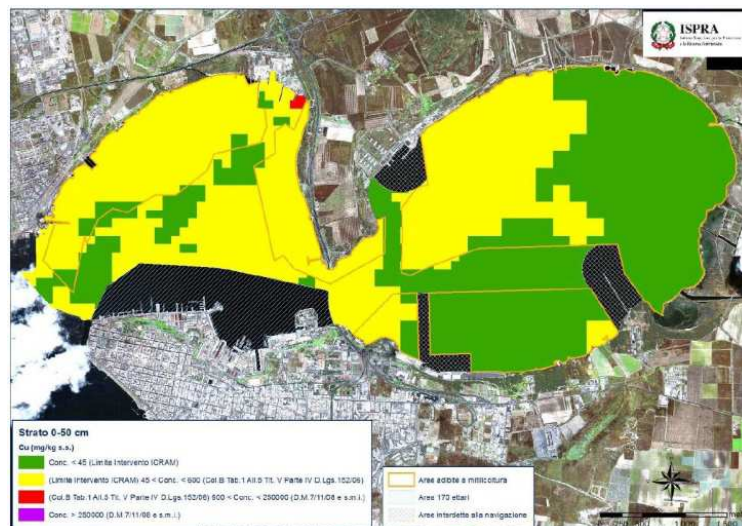 ISPRA
Strato 0-50 cm
Cu (mg/kg s.s.)
Conc. < 45 (Limite Intervento ICRAM)
(Limite Intervento ICRAM) 45 < Conc. < 600 (Col.B Tab.1 All.5 Tit. V Parte IV D.Lgs.152/06)
(Col.B Tab.1 All.5 Tit. V Parte IV D.Lgs.152/06) 600 < Conc. < 250000 (D.M.7/11/08 e s.m.i.)
Conc > 250000 (D.M.7/11/08 e s.m.i.)
Aree adibite a mitilicoltura
Aree 170 ettari
Aree interdette alla navigazione